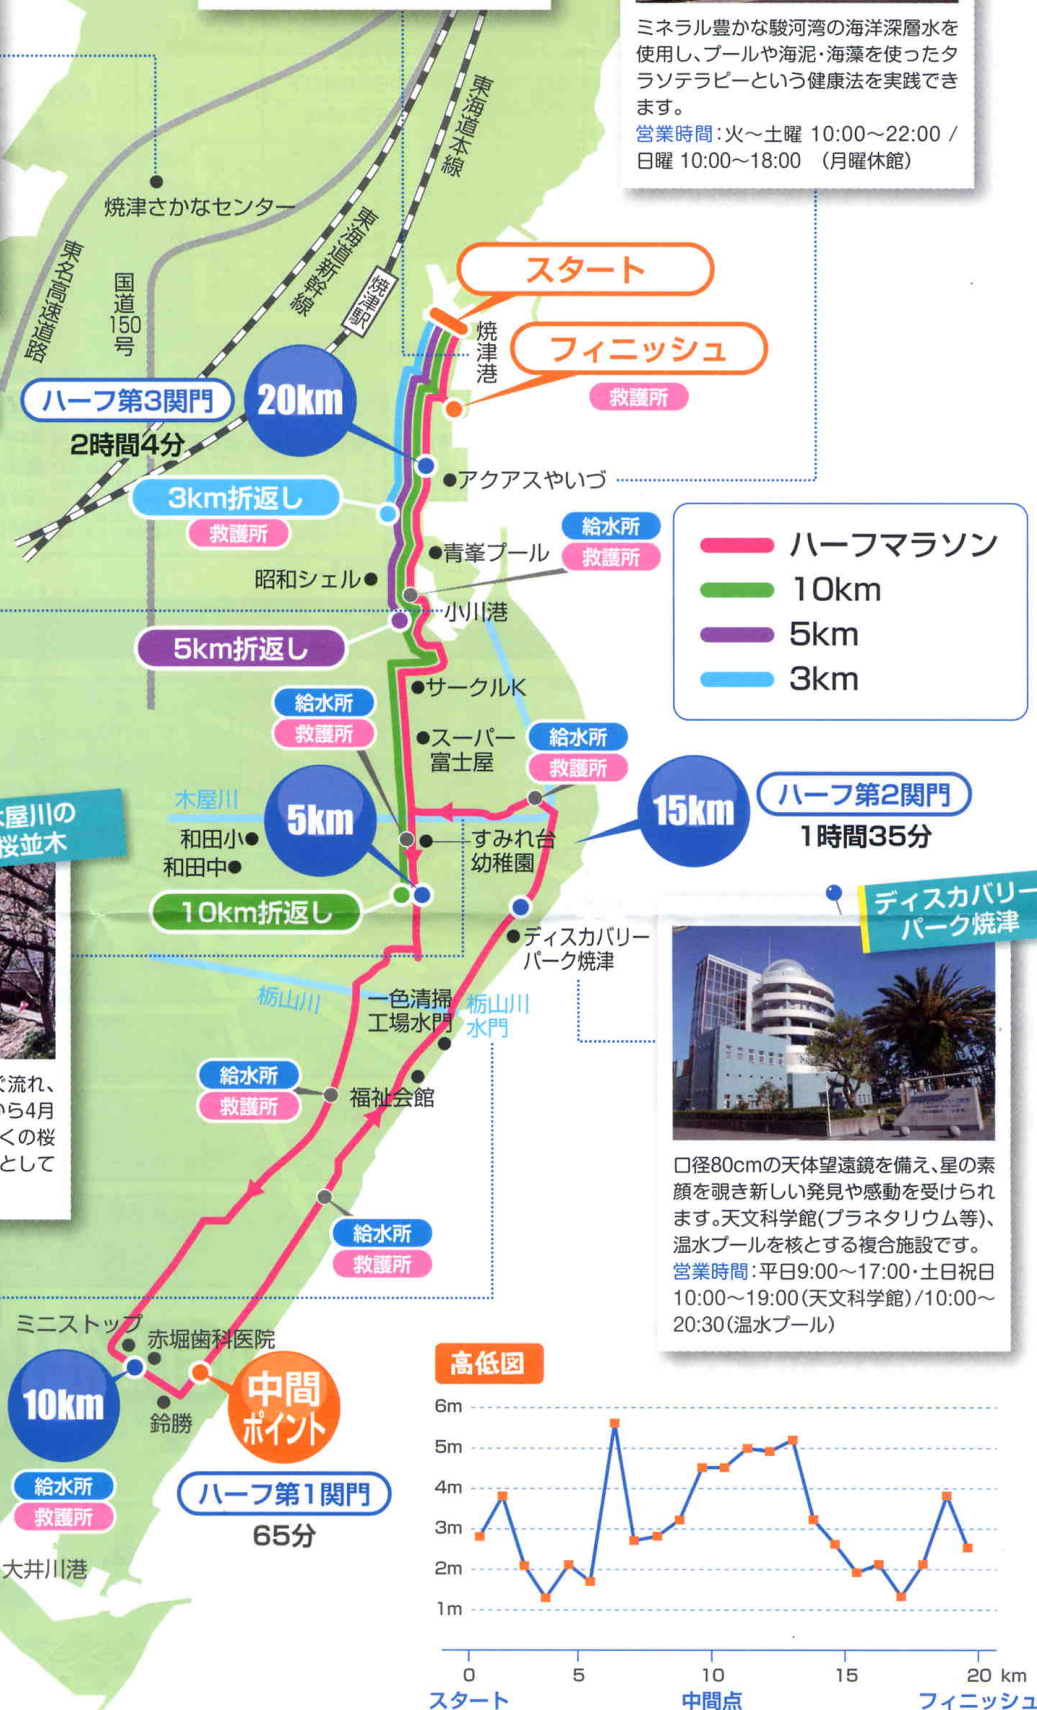 ミネラル豊かな駿河湾の海洋深層水を
使用し、プールや海泥・海藻を使ったタ
ラソテラピーという健康法を実践でき
ます。
営業時間：火～土曜 10:00～22:00 /
日曜 10:00～18:00 （月曜休館）
東海道本線
焼津さかなセンター
東海道新幹線
東名高速道路
国道150号
焼津駅
スタート
焼津港
フィニッシュ
救護所
ハーフ第3関門
2時間4分
20km
アクアスやいづ
3km折返し
救護所
給水所
救護所
青峯プール
昭和シェル
小川港
5km折返し
ハーフマラソン
10km
5km
3km
サークルK
給水所
救護所
スーパー
富士屋
給水所
救護所
木屋川
5km
15km
ハーフ第2関門
1時間35分
木屋川の
桜並木
和田小
和田中
すみれ台
幼稚園
10km折返し
ディスカバリー
パーク焼津
ディスカバリー
パーク焼津
栃山川
一色清掃
工場水門
栃山川
水門
給水所
救護所
福祉会館
ぐ流れ、
から4月
くの桜
として
給水所
救護所
口径80cmの天体望遠鏡を備え、星の素
顔を覗き新しい発見や感動を受けられ
ます。天文科学館(プラネタリウム等)、
温水プールを核とする複合施設です。
営業時間：平日9:00～17:00・土日祝日
10:00～19:00(天文科学館)/10:00～
20:30(温水プール)
ミニストップ
赤堀歯科医院
10km
中間
ポイント
鈴勝
給水所
救護所
ハーフ第1関門
65分
大井川港
高低図
6m
5m
4m
3m
2m
1m
0 5 10 15 20 km
スタート 中間点 フィニッシュ